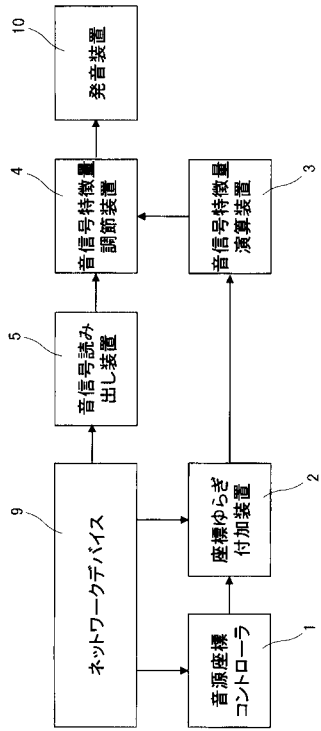 9
ネットワークデバイス
5
音信号読み
出し装置
4
音信号特徴量
調節装置
10
発音装置
1
音源座標
コントローラ
2
座標ゆらぎ
付加装置
3
音信号特徴量
演算装置